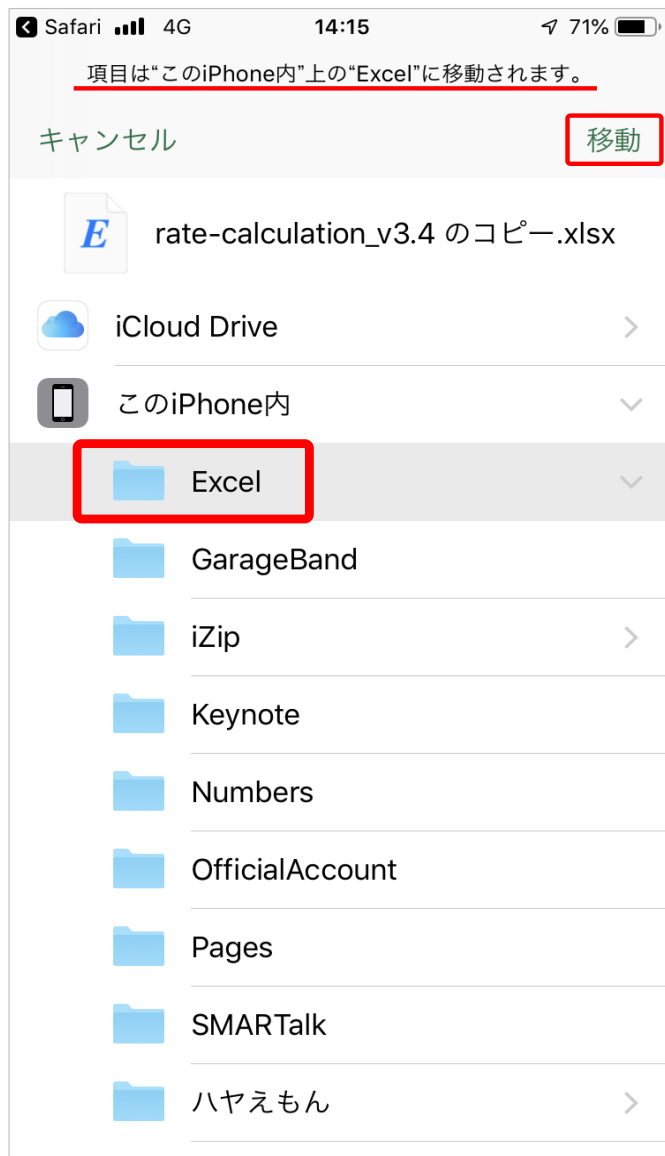 Safari 4G 14:15 71%
項目は“このiPhone内”上の“Excel”に移動されます。
キャンセル 移動
E rate-calculation_v3.4 のコピー.xlsx
iCloud Drive
このiPhone内
Excel
GarageBand
iZip
Keynote
Numbers
OfficialAccount
Pages
SMARTalk
ハヤえもん